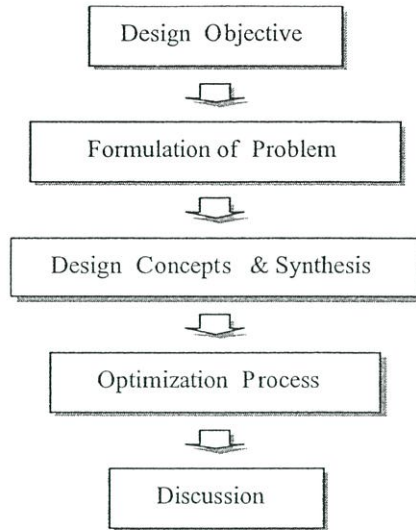 Design Objective
Formulation of Problem
Design Concepts & Synthesis
Optimization Process
Discussion